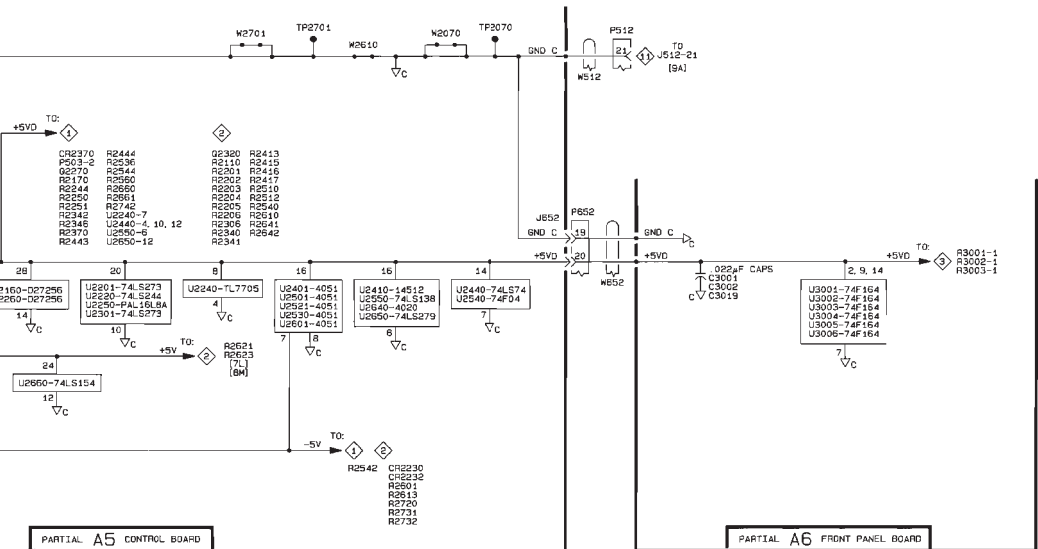 W2701
TP2701
W2610
W2070
TP2070
GND C
P512
21
11
TO
J512-21
[9A]
W512
C
TO:
+5VD
1
2
CR2370 R2444
P503-2 R2536
Q2270 R2544
R2170 R2560
R2244 R2660
R2250 R2661
R2251 R2742
R2342 U2240-7
R2346 U2440-4, 10, 12
R2370 U2550-6
R2443 U2650-12
Q2320 R2413
R2110 R2415
R2201 R2416
R2202 R2417
R2203 R2510
R2204 R2512
R2205 R2540
R2206 R2610
R2306 R2641
R2340 R2642
R2341
J652
P652
GND C
19
GND C
C
+5VD
20
+5VD
W652
.022µF CAPS
C3001
C3002
C3019
C
+5VD
TO:
3
R3001-1
R3002-1
R3003-1
28
2160-D27256
2260-D27256
14
C
20
U2201-74LS273
U2220-74LS244
U2250-PAL16L8A
U2301-74LS273
10
C
8
U2240-TL7705
4
C
16
U2401-4051
U2501-4051
U2521-4051
U2530-4051
U2601-4051
7
8
C
16
U2410-14512
U2550-74LS138
U2640-4020
U2650-74LS279
8
C
14
U2440-74LS74
U2540-74F04
7
C
2, 9, 14
U3001-74F164
U3002-74F164
U3003-74F164
U3004-74F164
U3005-74F164
U3006-74F164
7
C
+5V
TO:
2
R2621
R2623
[7L]
[8M]
24
U2660-74LS154
12
C
-5V
TO:
1
2
R2542
CR2230
CR2232
R2601
R2613
R2720
R2731
R2732
PARTIAL A5 CONTROL BOARD
PARTIAL A6 FRONT PANEL BOARD